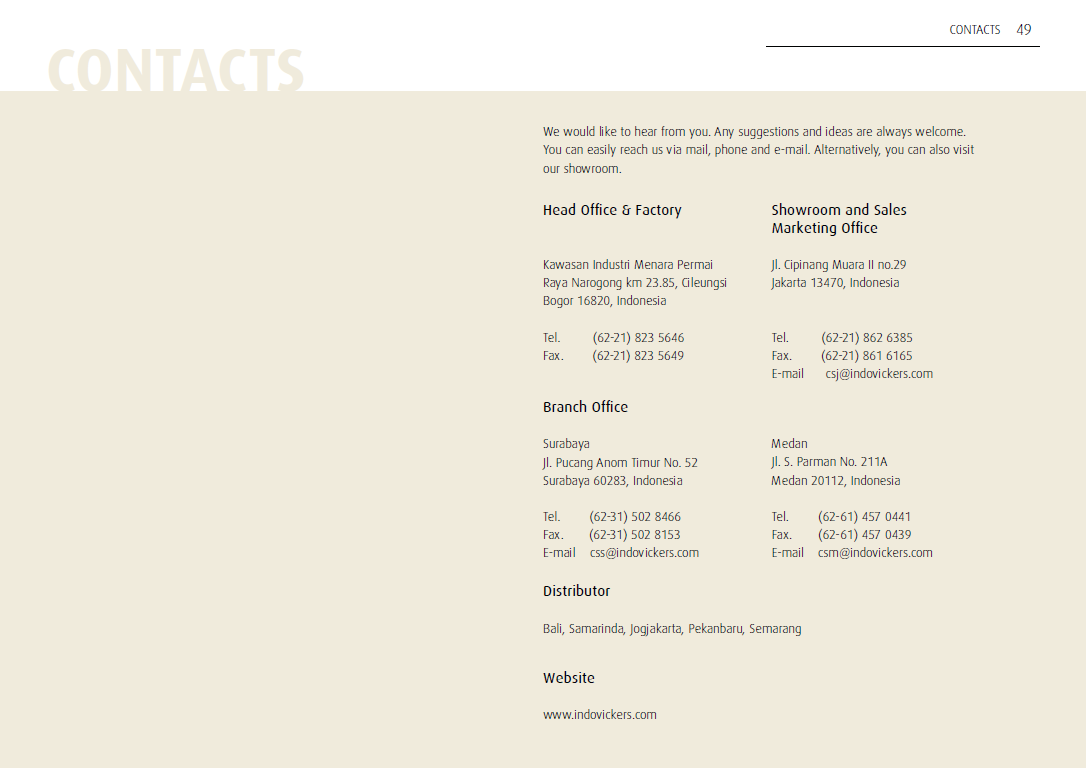 CONTACTS 49
CONTACTS
We would like to hear from you. Any suggestions and ideas are always welcome.
You can easily reach us via mail, phone and e-mail. Alternatively, you can also visit
our showroom.
Head Office & Factory
Kawasan Industri Menara Permai
Raya Narogong km 23.85, Cileungsi
Bogor 16820, Indonesia
Tel. (62-21) 823 5646
Fax. (62-21) 823 5649
Showroom and Sales
Marketing Office
Jl. Cipinang Muara II no.29
Jakarta 13470, Indonesia
Tel. (62-21) 862 6385
Fax. (62-21) 861 6165
E-mail csj@indovickers.com
Branch Office
Surabaya
Jl. Pucang Anom Timur No. 52
Surabaya 60283, Indonesia
Tel. (62-31) 502 8466
Fax. (62-31) 502 8153
E-mail css@indovickers.com
Medan
Jl. S. Parman No. 211A
Medan 20112, Indonesia
Tel. (62-61) 457 0441
Fax. (62-61) 457 0439
E-mail csm@indovickers.com
Distributor
Bali, Samarinda, Jogjakarta, Pekanbaru, Semarang
Website
www.indovickers.com